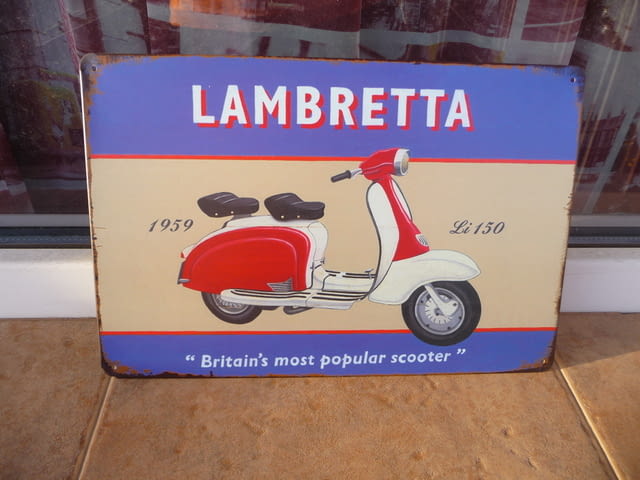 LAMBRETTA
1959
Li 150
" Britain's most popular scooter "